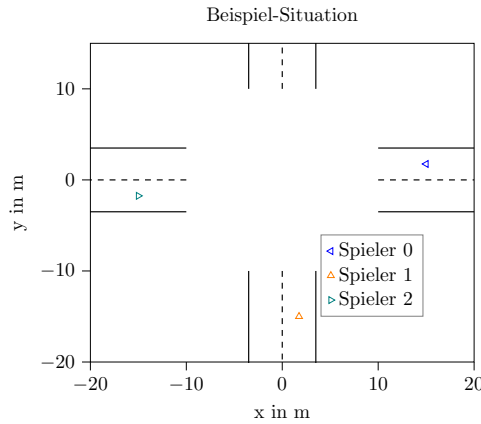 Beispiel-Situation
10
0
−10
−20
y in m
−20
−10
0
10
20
x in m
Spieler 0
Spieler 1
Spieler 2